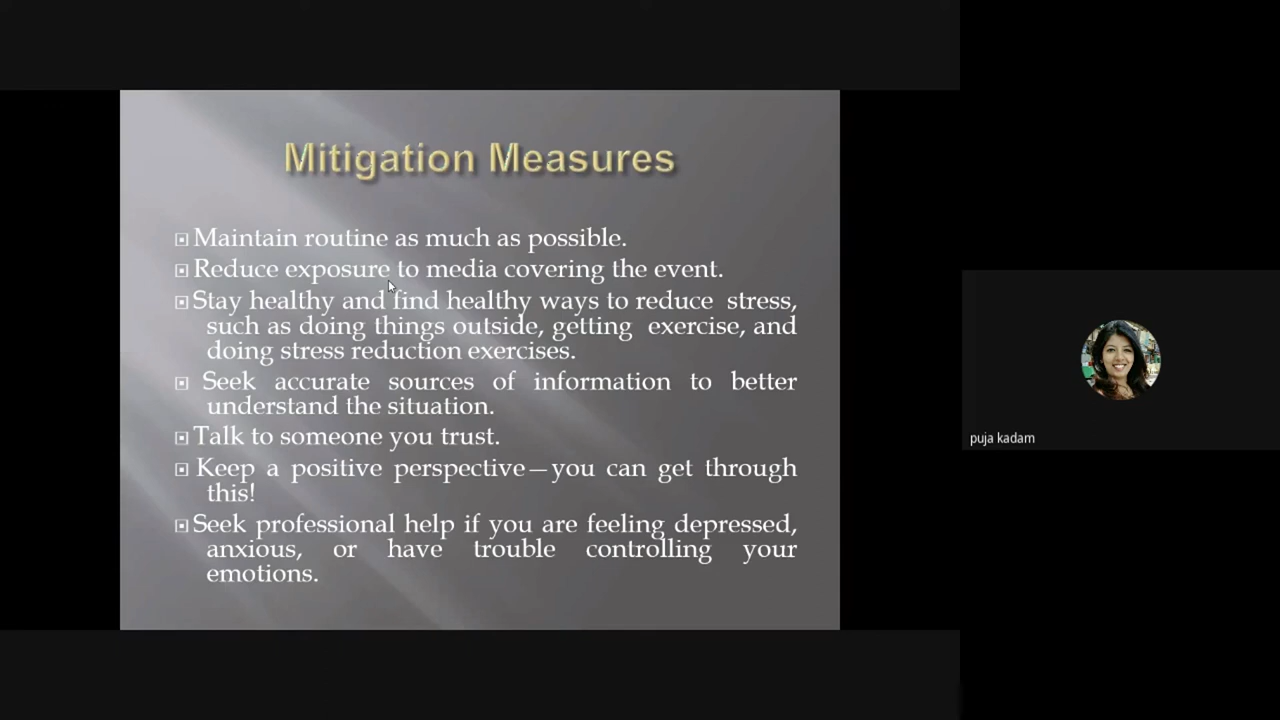 Mitigation Measures
Maintain routine as much as possible.
Reduce exposure to media covering the event.
Stay healthy and find healthy ways to reduce stress,
such as doing things outside, getting exercise, and
doing stress reduction exercises.
Seek accurate sources of information to better
understand the situation.
Talk to someone you trust.
Keep a positive perspective—you can get through
this!
Seek professional help if you are feeling depressed,
anxious, or have trouble controlling your
emotions.
puja kadam